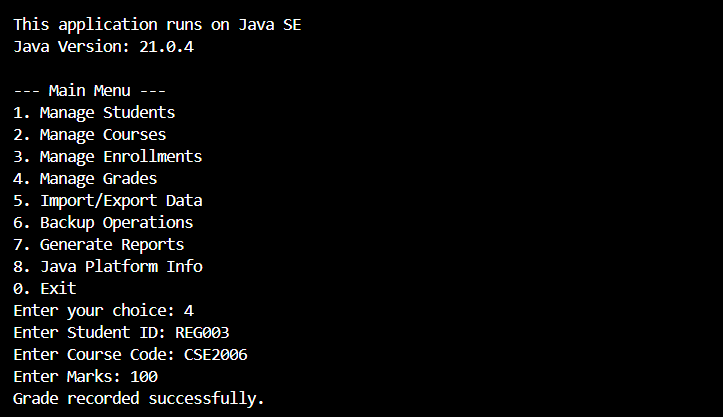 This application runs on Java SE
Java Version: 21.0.4
--- Main Menu ---
1. Manage Students
2. Manage Courses
3. Manage Enrollments
4. Manage Grades
5. Import/Export Data
6. Backup Operations
7. Generate Reports
8. Java Platform Info
0. Exit
Enter your choice: 4
Enter Student ID: REG003
Enter Course Code: CSE2006
Enter Marks: 100
Grade recorded successfully.